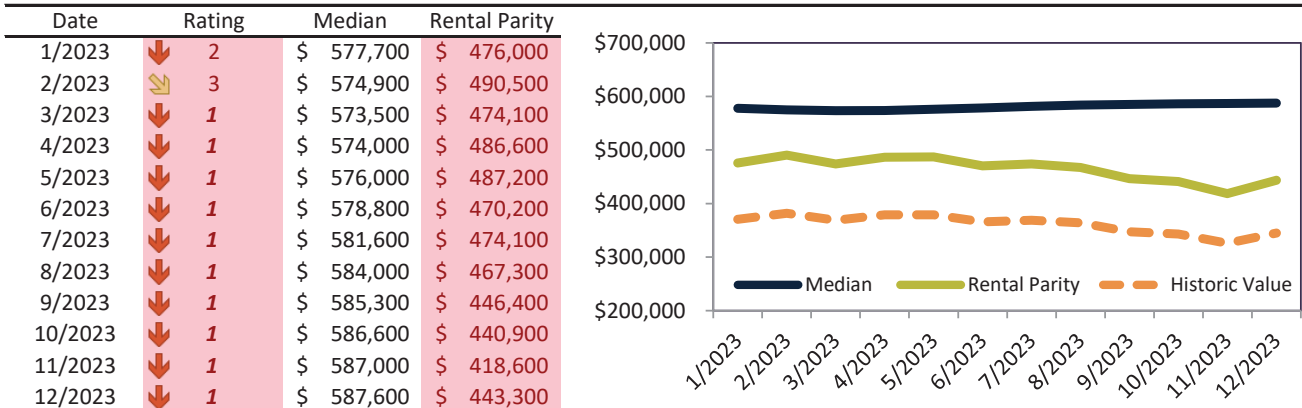 Date Rating Median Rental Parity
1/2023 2 $ 577,700 $ 476,000
2/2023 3 $ 574,900 $ 490,500
3/2023 1 $ 573,500 $ 474,100
4/2023 1 $ 574,000 $ 486,600
5/2023 1 $ 576,000 $ 487,200
6/2023 1 $ 578,800 $ 470,200
7/2023 1 $ 581,600 $ 474,100
8/2023 1 $ 584,000 $ 467,300
9/2023 1 $ 585,300 $ 446,400
10/2023 1 $ 586,600 $ 440,900
11/2023 1 $ 587,000 $ 418,600
12/2023 1 $ 587,600 $ 443,300
$700,000
$600,000
$500,000
$400,000
$300,000
$200,000
Median Rental Parity Historic Value
1/2023 2/2023 3/2023 4/2023 5/2023 6/2023 7/2023 8/2023 9/2023 10/2023 11/2023 12/2023